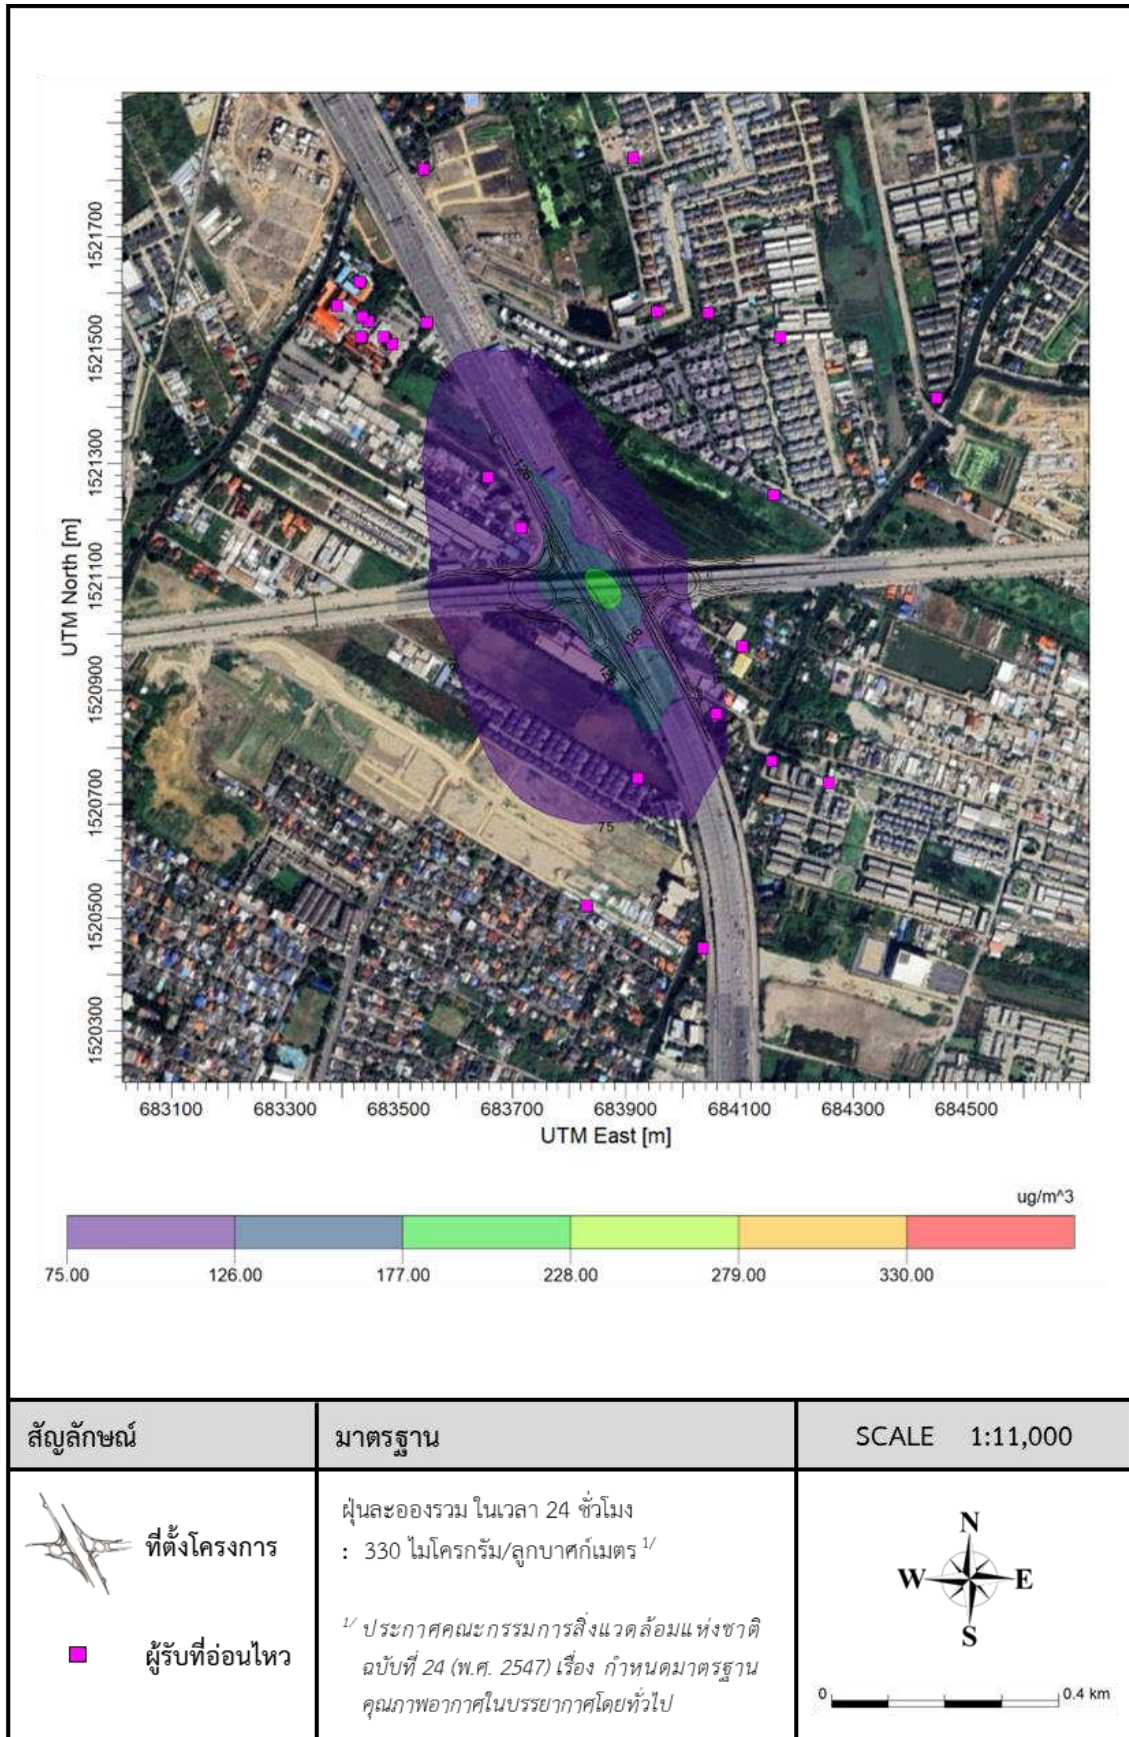 UTM North [m]
1521700
1521500
1521300
1521100
1520900
1520700
1520500
1520300
126
126
75
683100 683300 683500 683700 683900 684100 684300 684500
UTM East [m]
ug/m^3
75.00 126.00 177.00 228.00 279.00 330.00
สัญลักษณ์
ที่ตั้งโครงการ
ผู้รับที่อ่อนไหว
มาตรฐาน
ฝุ่นละอองรวม ในเวลา 24 ชั่วโมง
: 330 ไมโครกรัม/ลูกบาศก์เมตร 1/
1/ ประกาศคณะกรรมการสิ่งแวดล้อมแห่งชาติ
ฉบับที่ 24 (พ.ศ. 2547) เรื่อง กำหนดมาตรฐาน
คุณภาพอากาศในบรรยากาศโดยทั่วไป
SCALE 1:11,000
N
W E
S
0 0.4 km